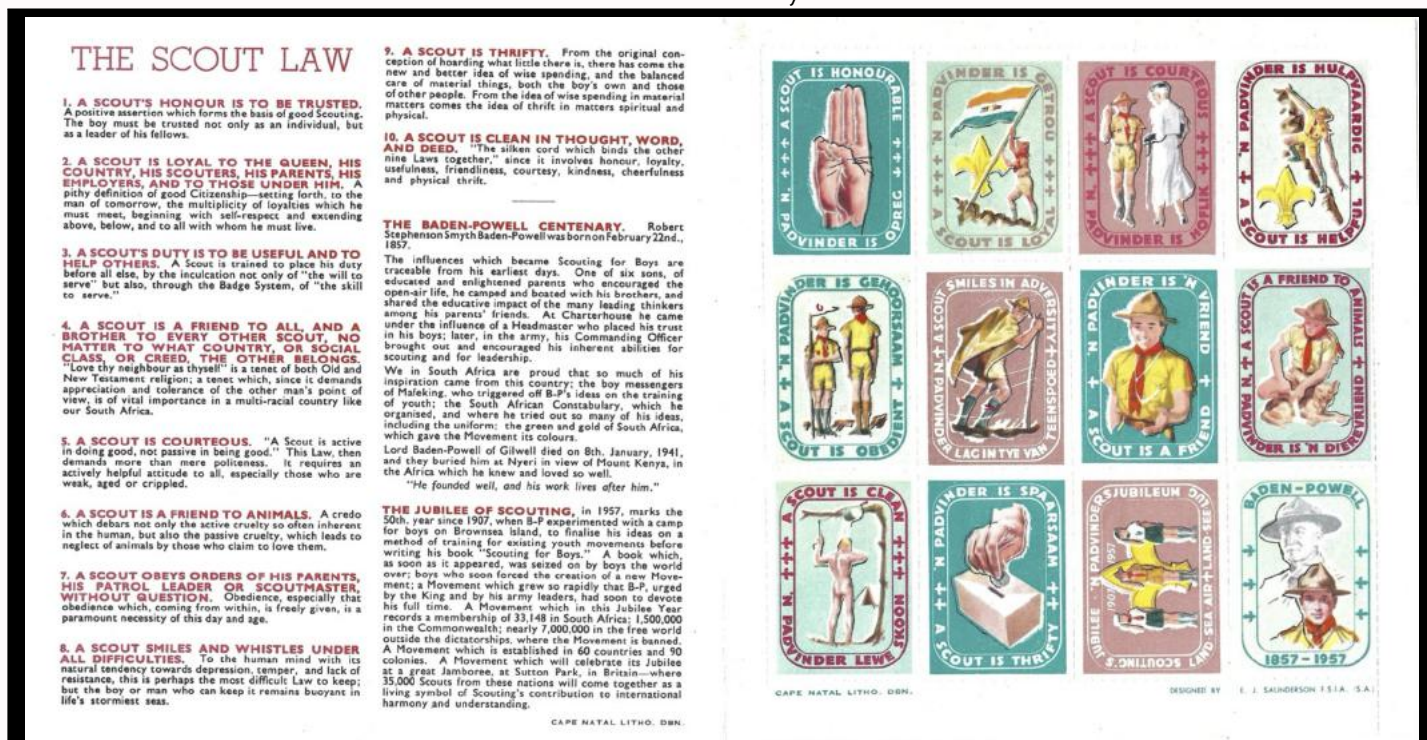 THE SCOUT LAW
1. A SCOUT'S HONOUR IS TO BE TRUSTED.
A positive assertion which forms the basis of good Scouting.
The boy must be trusted not only as an individual, but
as a leader of his fellows.
2. A SCOUT IS LOYAL TO THE QUEEN, HIS
COUNTRY, HIS SCOUTERS, HIS PARENTS, HIS
EMPLOYERS, AND TO THOSE UNDER HIM. A
pithy definition of good Citizenship—setting forth, to the
man of tomorrow, the multiplicity of loyalties which he
must meet, beginning with self-respect and extending
above, below, and to all with whom he must live.
3. A SCOUT'S DUTY IS TO BE USEFUL AND TO
HELP OTHERS. A Scout is trained to place his duty
before all else, by the inculcation not only of "the will to
serve" but also, through the Badge System, of "the skill
to serve."
4. A SCOUT IS A FRIEND TO ALL, AND A
BROTHER TO EVERY OTHER SCOUT, NO
MATTER TO WHAT COUNTRY, OR SOCIAL
CLASS, OR CREED, THE OTHER BELONGS.
"Love thy neighbour as thyself" is a tenet of both Old and
New Testament religion; a tenet which, since it demands
appreciation and tolerance of the other man's point of
view, is of vital importance in a multi-racial country like
our South Africa.
5. A SCOUT IS COURTEOUS. "A Scout is active
in doing good, not passive in being good." This Law, then
demands more than mere politeness. It requires an
actively helpful attitude to all, especially those who are
weak, aged or crippled.
6. A SCOUT IS A FRIEND TO ANIMALS. A credo
which debars not only the active cruelty so often inherent
in the human, but also the passive cruelty, which leads to
neglect of animals by those who claim to love them.
7. A SCOUT OBEYS ORDERS OF HIS PARENTS,
HIS PATROL LEADER OR SCOUTMASTER,
WITHOUT QUESTION. Obedience, especially that
obedience which, coming from within, is freely given, is a
paramount necessity of this day and age.
8. A SCOUT SMILES AND WHISTLES UNDER
ALL DIFFICULTIES. To the human mind with its
natural tendency towards depression, temper, and lack of
resistance, this is perhaps the most difficult Law to keep;
but the boy or man who can keep it remains buoyant in
life's stormiest seas.
9. A SCOUT IS THRIFTY. From the original con-
ception of hoarding what little there is, there has come the
new and better idea of wise spending, and the balanced
care of material things, both the boy's own and those
of other people. From the idea of wise spending in material
matters comes the idea of thrift in matters spiritual and
physical.
10. A SCOUT IS CLEAN IN THOUGHT, WORD,
AND DEED. "The silken cord which binds the other
nine Laws together," since it involves honour, loyalty,
usefulness, friendliness, courtesy, kindness, cheerfulness
and physical thrift.
THE BADEN-POWELL CENTENARY. Robert
Stephenson Smyth Baden-Powell was born on February 22nd.,
1857.
The influences which became Scouting for Boys are
traceable from his earliest days. One of six sons, of
educated and enlightened parents who encouraged the
open-air life, he camped and boated with his brothers, and
shared the educative impact of the many leading thinkers
among his parents' friends. At Charterhouse he came
under the influence of a Headmaster who placed his trust
in his boys; later, in the army, his Commanding Officer
brought out and encouraged his inherent abilities for
scouting and for leadership.
We in South Africa are proud that so much of his
inspiration came from this country; the boy messengers
of Mafeking, who triggered off B-P's ideas on the training
of youth; the South African Constabulary, which he
organised, and where he tried out so many of his ideas,
including the uniform; the green and gold of South Africa,
which gave the Movement its colours.
Lord Baden-Powell of Gilwell died on 8th. January, 1941,
and they buried him at Nyeri in view of Mount Kenya, in
the Africa which he knew and loved so well.
"He founded well, and his work lives after him."
THE JUBILEE OF SCOUTING, in 1957, marks the
50th. year since 1907, when B-P experimented with a camp
for boys on Brownsea Island, to finalise his ideas on a
method of training for existing youth movements before
writing his book "Scouting for Boys." A book which,
as soon as it appeared, was seized on by boys the world
over; boys who soon forced the creation of a new Move-
ment; a Movement which grew so rapidly that B-P, urged
by the King and by his army leaders, had soon to devote
his full time. A Movement which in this Jubilee Year
records a membership of 33,148 in South Africa; 1,500,000
in the Commonwealth; nearly 7,000,000 in the free world
outside the dictatorships, where the Movement is banned.
A Movement which is established in 60 countries and 90
colonies. A Movement which will celebrate its Jubilee
at a great Jamboree, at Sutton Park, in Britain—where
35,000 Scouts from these nations will come together as a
living symbol of Scouting's contribution to international
harmony and understanding.
CAPE NATAL LITHO. DBN.
A SCOUT IS HONOURABLE
'N PADVINDER IS OPREG
'N PADVINDER IS GETROU
A SCOUT IS LOYAL
A SCOUT IS COURTEOUS
'N PADVINDER IS HOFLIK
'N PADVINDER IS HULPVAARDIG
A SCOUT IS HELPFUL
'N PADVINDER IS GEHOORSAAM
A SCOUT IS OBEDIENT
A SCOUT SMILES IN ADVERSITY
'N PADVINDER LAG IN TYE VAN TEENSPOED
'N PADVINDER IS 'N VRIEND
A SCOUT IS A FRIEND
A SCOUT IS A FRIEND TO ANIMALS
'N PADVINDER IS 'N DIEREVRIEND
A SCOUT IS CLEAN
'N PADVINDER LEWE SKOON
'N PADVINDER IS SPAARSAAM
A SCOUT IS THRIFTY
'N PADVINDERS JUBILEUM
LAND SEE LUG
SCOUTING'S JUBILEE
LAND SEA AIR
1907 1957
BADEN-POWELL
1857-1957
CAPE NATAL LITHO. DBN.
DESIGNED BY E. J. SAUNDERSON F.S.I.A. (S.A.)